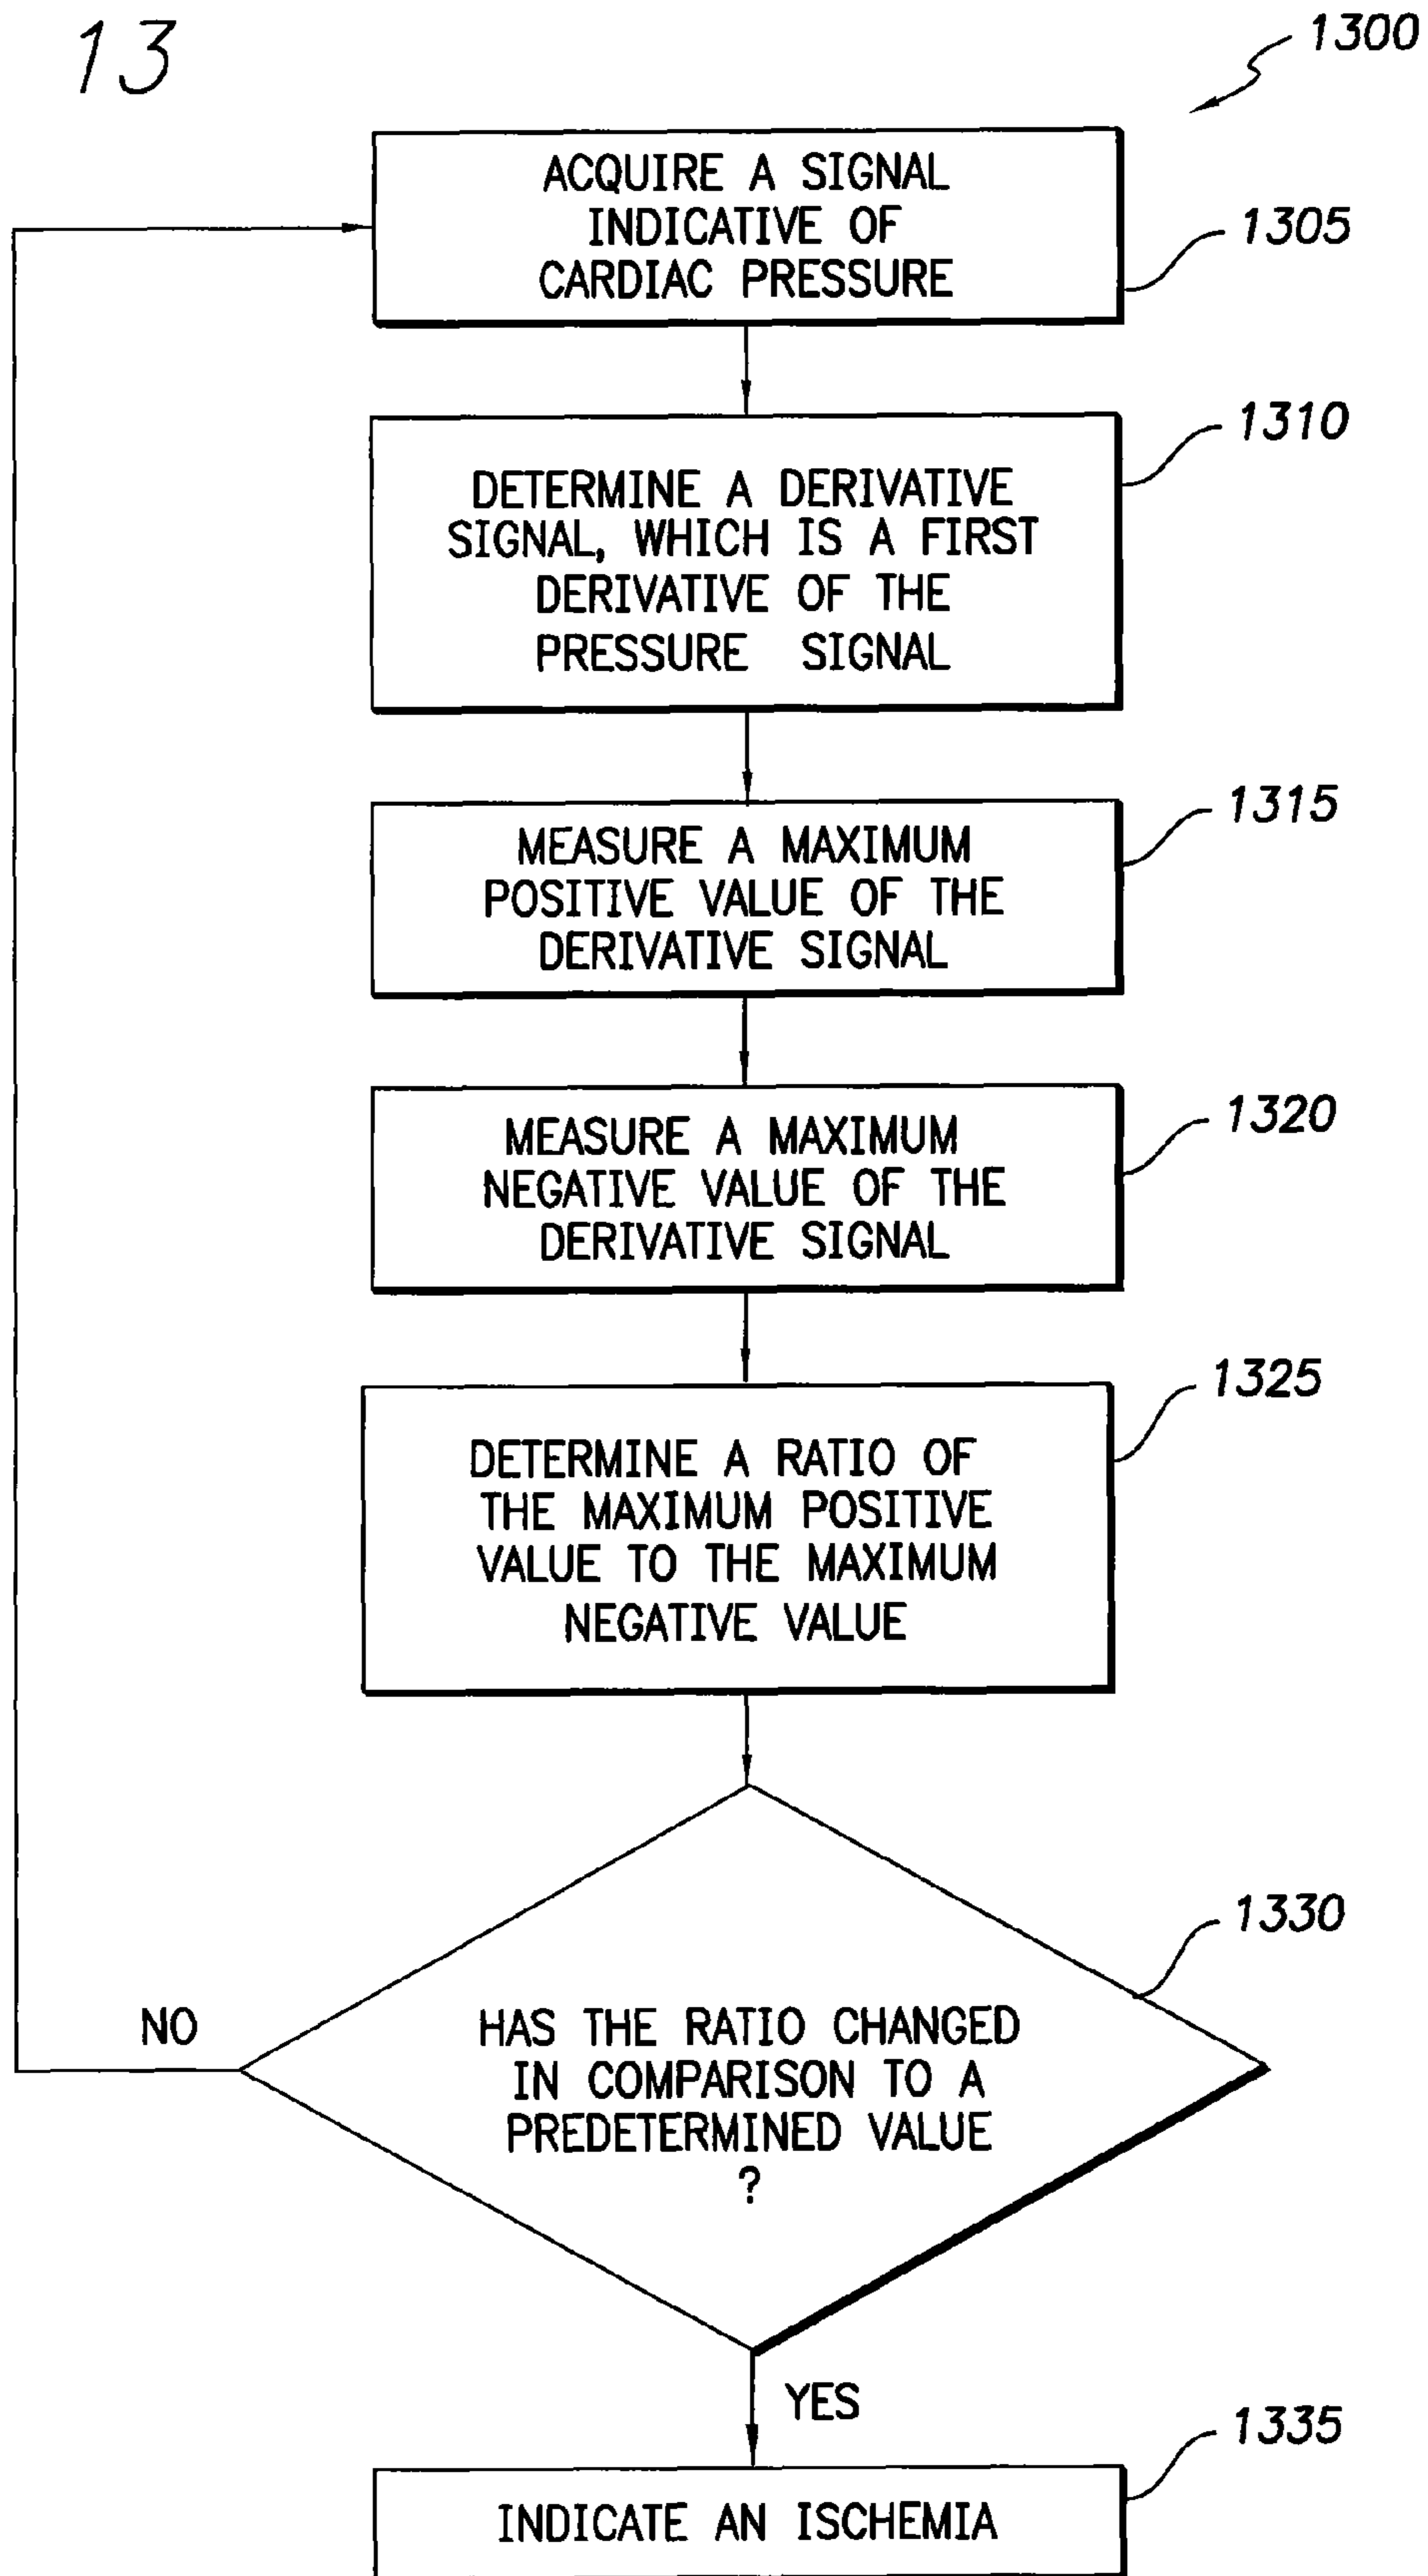 13
1300
ACQUIRE A SIGNAL
INDICATIVE OF
CARDIAC PRESSURE
1305
1310
DETERMINE A DERIVATIVE
SIGNAL, WHICH IS A FIRST
DERIVATIVE OF THE
PRESSURE SIGNAL
1315
MEASURE A MAXIMUM
POSITIVE VALUE OF THE
DERIVATIVE SIGNAL
1320
MEASURE A MAXIMUM
NEGATIVE VALUE OF THE
DERIVATIVE SIGNAL
1325
DETERMINE A RATIO OF
THE MAXIMUM POSITIVE
VALUE TO THE MAXIMUM
NEGATIVE VALUE
1330
NO
HAS THE RATIO CHANGED
IN COMPARISON TO A
PREDETERMINED VALUE
?
YES
1335
INDICATE AN ISCHEMIA